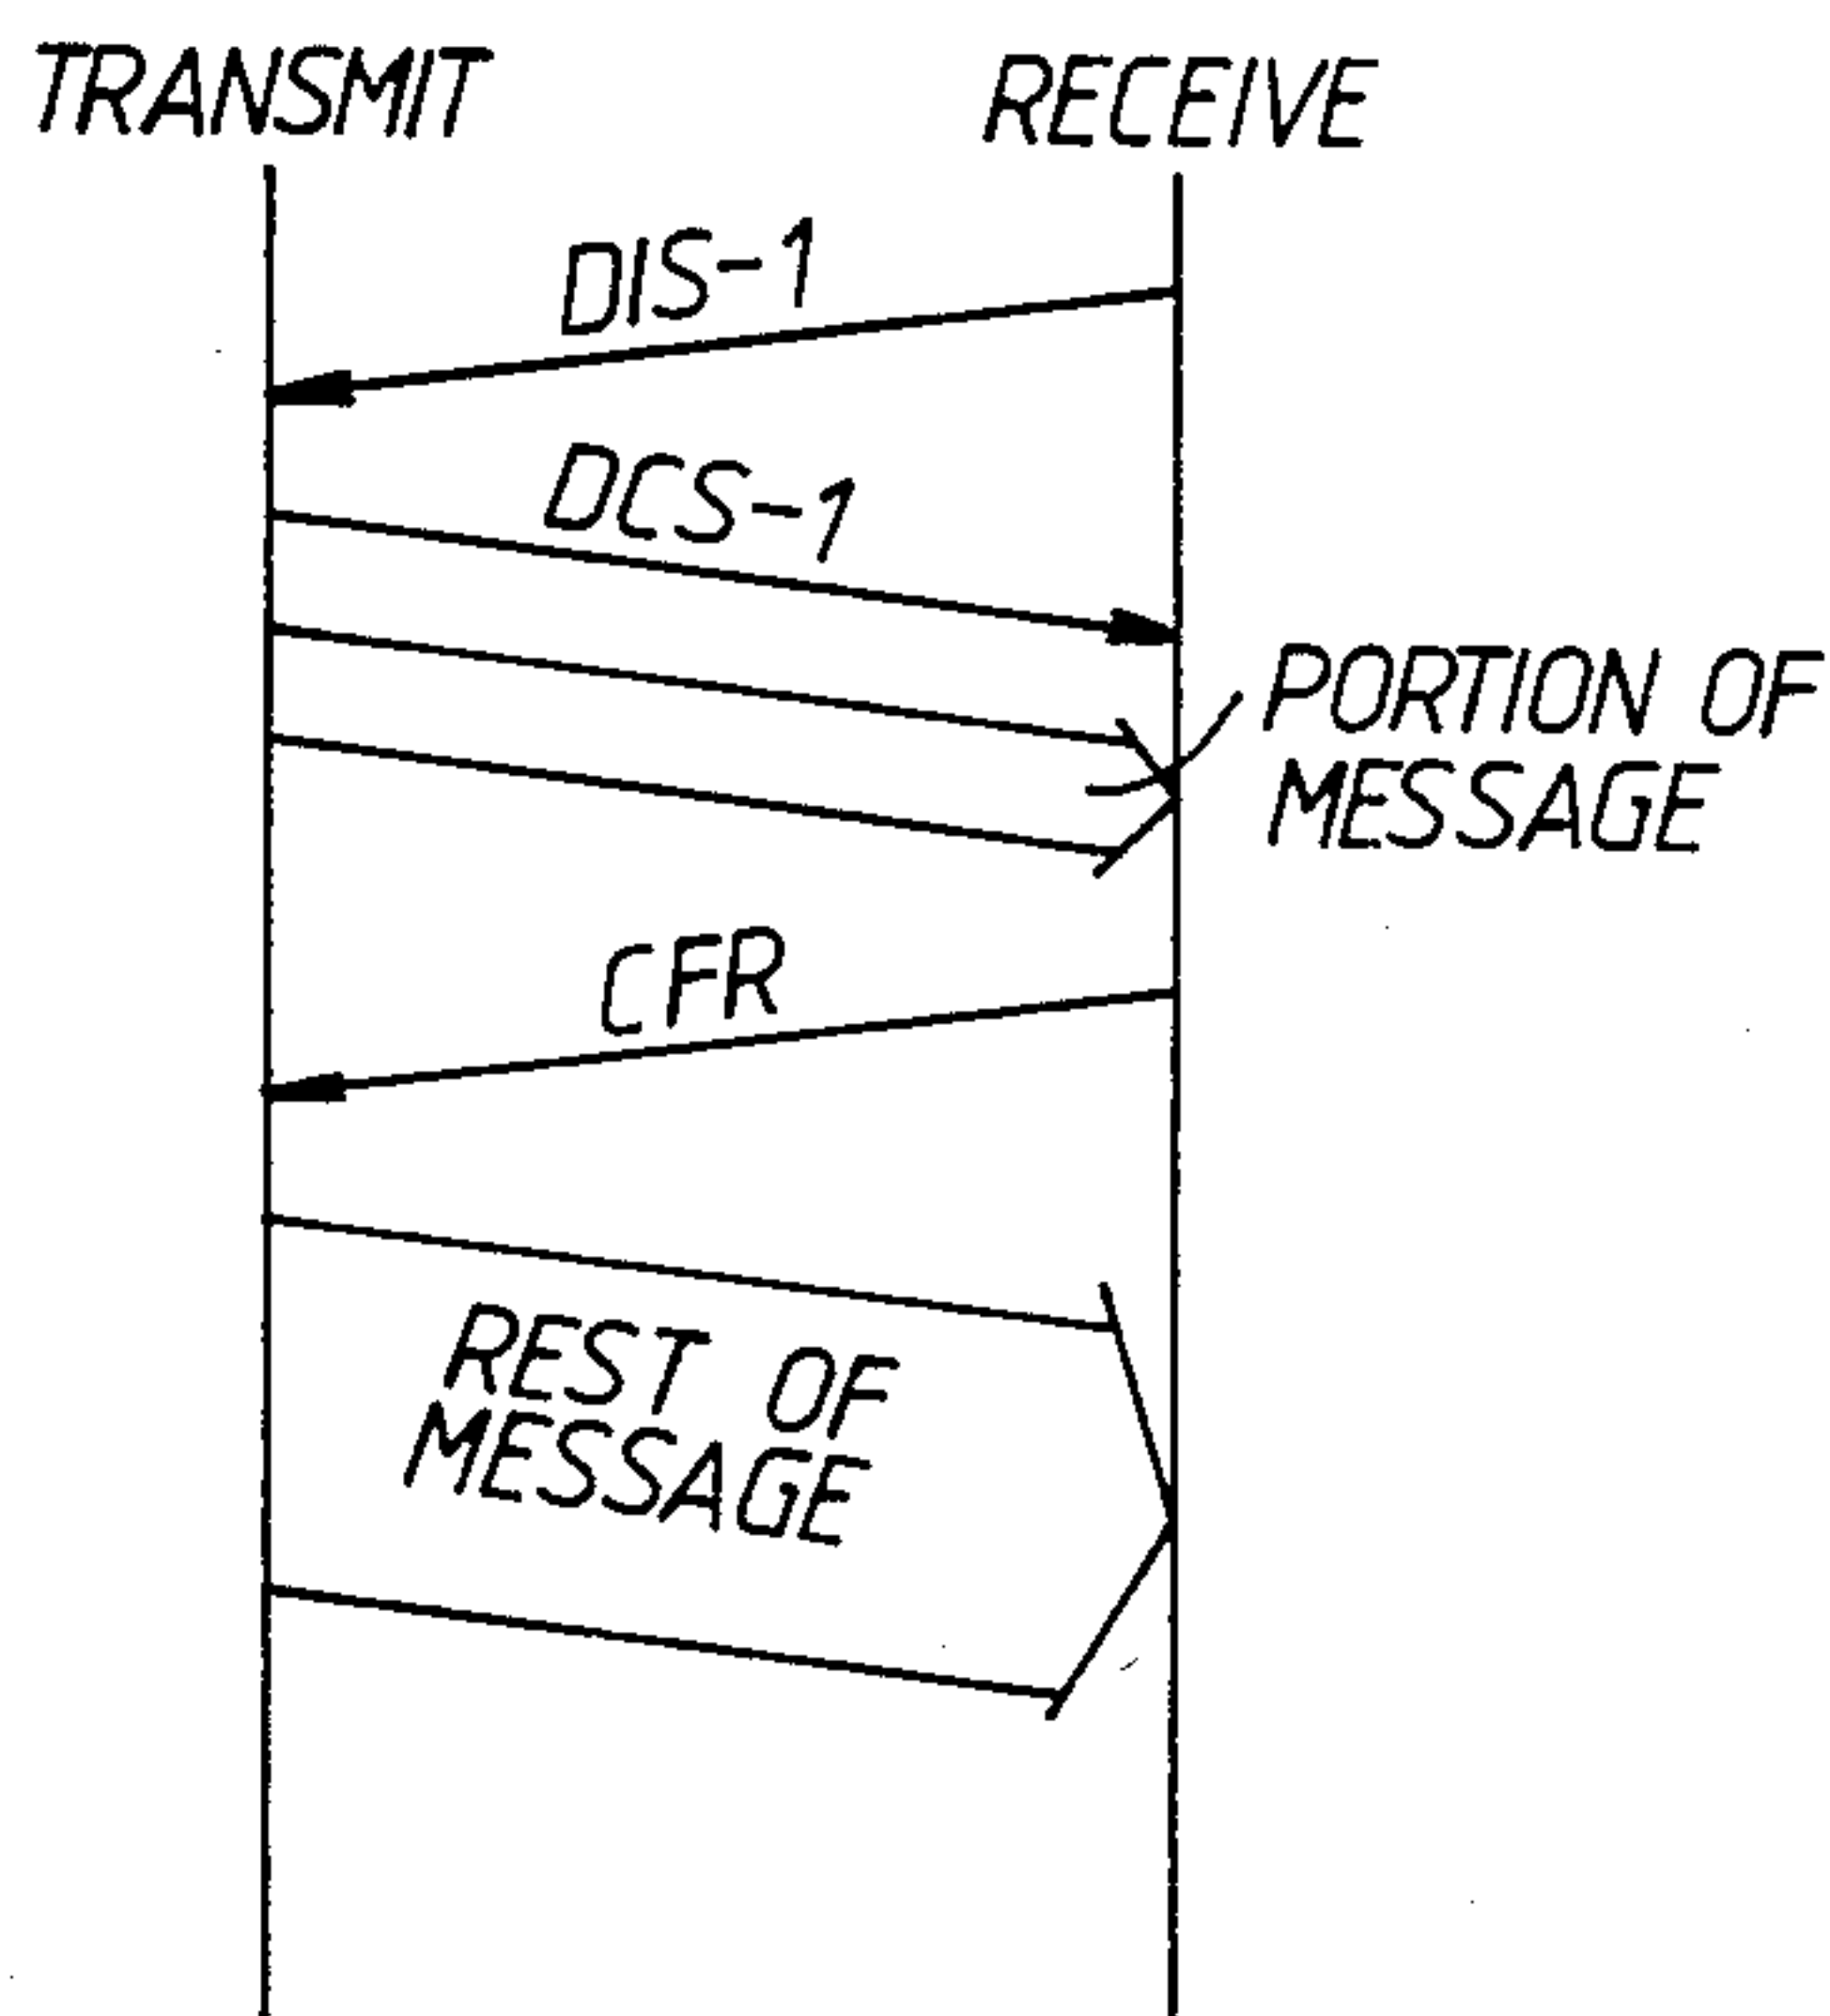 TRANSMIT
RECEIVE
DIS-1
DCS-1
PORTION OF
MESSAGE
CFR
REST OF
MESSAGE